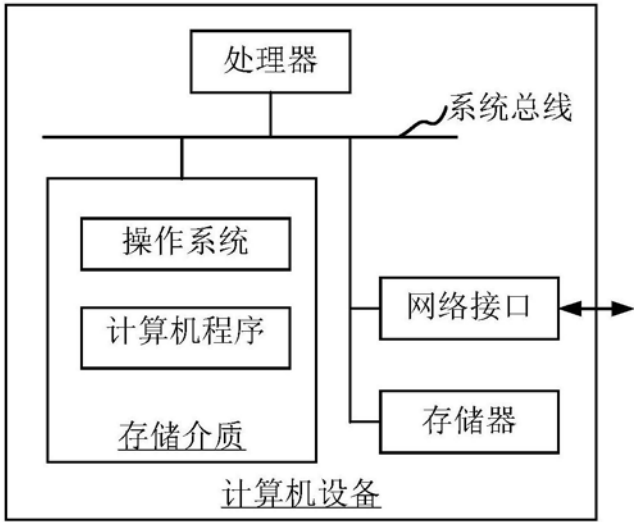 处理器
系统总线
操作系统
计算机程序
网络接口
存储介质
存储器
计算机设备